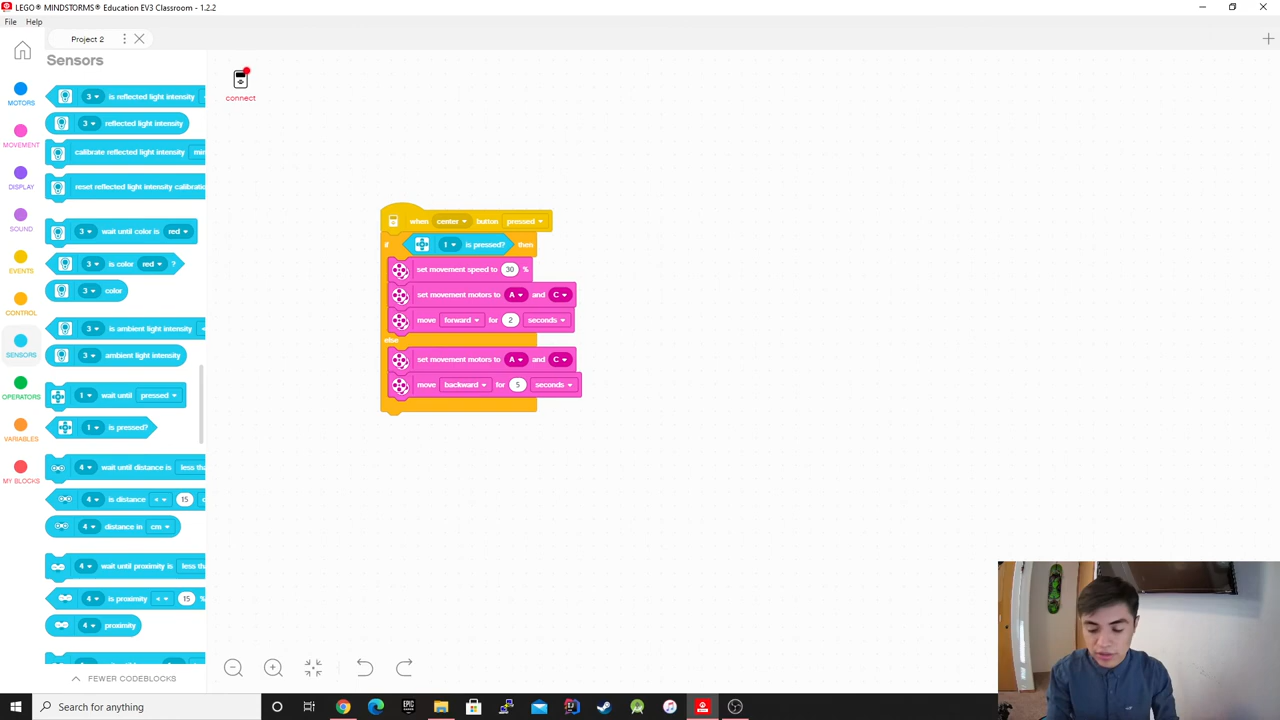 LEGO® MINDSTORMS® Education EV3 Classroom - 1.2.2
File Help
Project 2
Sensors
connect
MOTORS
MOVEMENT
DISPLAY
SOUND
EVENTS
CONTROL
SENSORS
OPERATORS
VARIABLES
MY BLOCKS
3 is reflected light intensity
3 reflected light intensity
calibrate reflected light intensity
reset reflected light intensity
3 wait until color is red
3 is color red ?
3 color
3 is ambient light intensity <
3 ambient light intensity
1 wait until pressed
1 is pressed?
4 wait until distance is less
4 is distance < 15
4 distance in cm
4 wait until proximity is less
4 is proximity < 15 %
4 proximity
FEWER CODEBLOCKS
when center button pressed
if 1 is pressed? then
set movement speed to 30 %
set movement motors to A and C
move forward for 2 seconds
else
set movement motors to A and C
move backward for 5 seconds
Search for anything